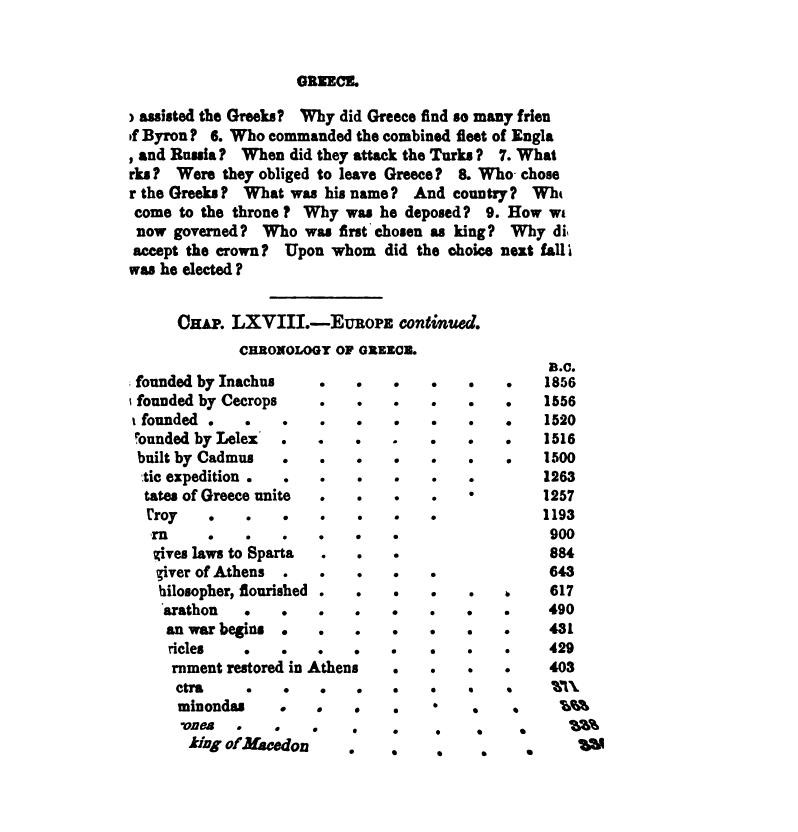 GREECE.
assisted the Greeks? Why did Greece find so many frien
of Byron? 6. Who commanded the combined fleet of Engla
, and Russia? When did they attack the Turks? 7. What
rks? Were they obliged to leave Greece? 8. Who chose
r the Greeks? What was his name? And country?
come to the throne? Why was he deposed? 9. How
now governed? Who was first chosen as king? Why di
accept the crown? Upon whom did the choice next fall
was he elected?
CHAP. LXVIII.—EUROPE continued.
CHRONOLOGY OF GREECE.
B.C.
founded by Inachus . . . . . . 1856
founded by Cecrops . . . . . . 1556
founded . . . . . . . . . 1520
founded by Lelex . . . . . . . 1516
built by Cadmus . . . . . . . 1500
tic expedition . . . . . . . 1263
tates of Greece unite . . . . . 1257
Troy . . . . . . . 1193
rn . . . . . . 900
gives laws to Sparta . . . 884
giver of Athens . . . . . 643
hilosopher, flourished . . . . . . 617
arathon . . . . . . . . 490
an war begins . . . . . . . 431
ricles . . . . . . . . 429
rnment restored in Athens . . . . 403
ctra . . . . . . . . 371
minondas . . . . . . . 363
onea . . . . . . . . . 338
king of Macedon . . . . .